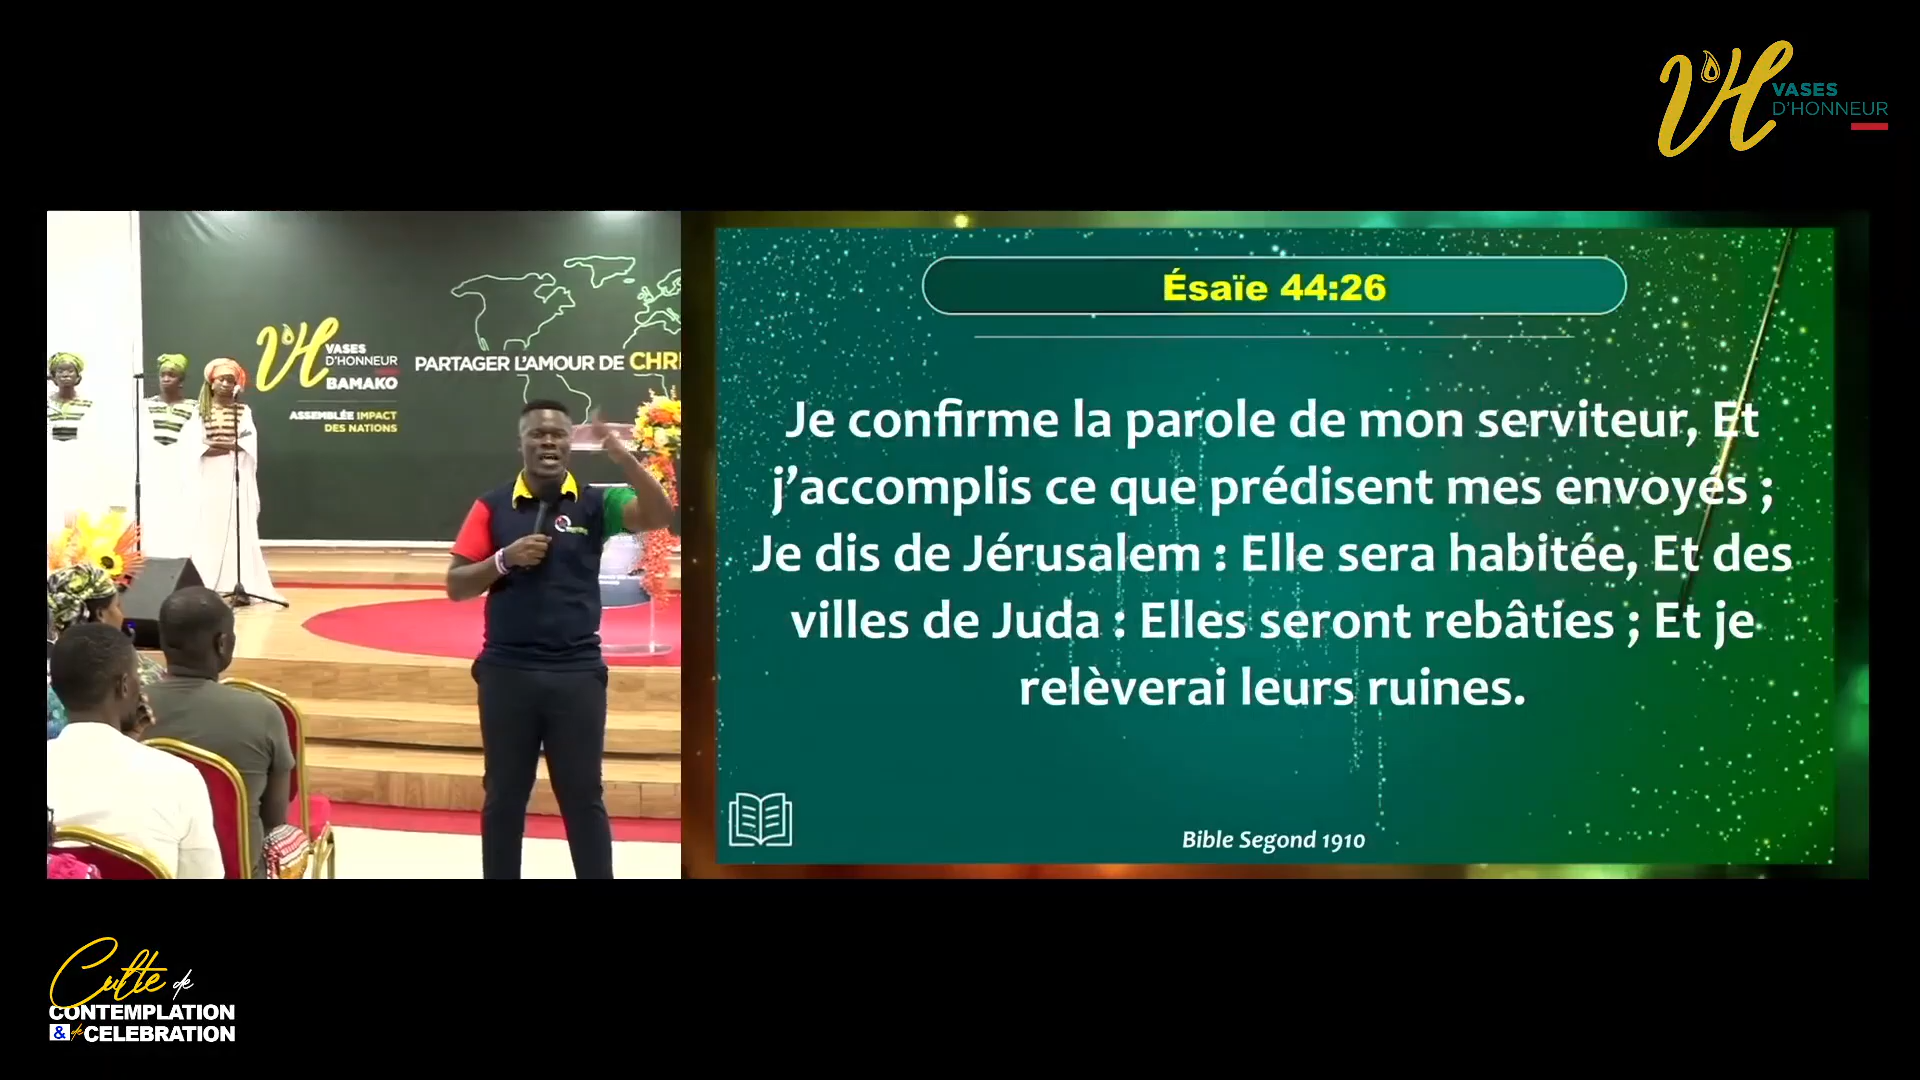 VH VASES
D'HONNEUR
VH VASES
D'HONNEUR
BAMAKO
ASSEMBLÉE IMPACT
DES NATIONS
PARTAGER L'AMOUR DE CHRI
Ésaïe 44:26
Je confirme la parole de mon serviteur, Et
j'accomplis ce que prédisent mes envoyés ;
Je dis de Jérusalem : Elle sera habitée, Et des
villes de Juda : Elles seront rebâties ; Et je
relèverai leurs ruines.
Bible Segond 1910
Culte de
CONTEMPLATION
& de CELEBRATION